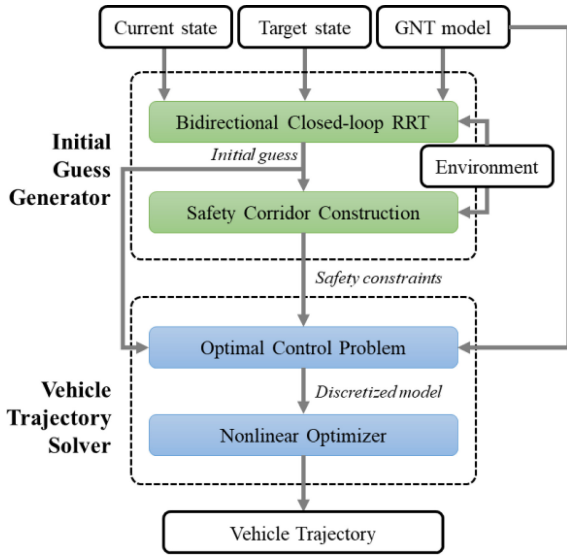 Current state
Target state
GNT model
Initial
Guess
Generator
Bidirectional Closed-loop RRT
Initial guess
Environment
Safety Corridor Construction
Safety constraints
Vehicle
Trajectory
Solver
Optimal Control Problem
Discretized model
Nonlinear Optimizer
Vehicle Trajectory